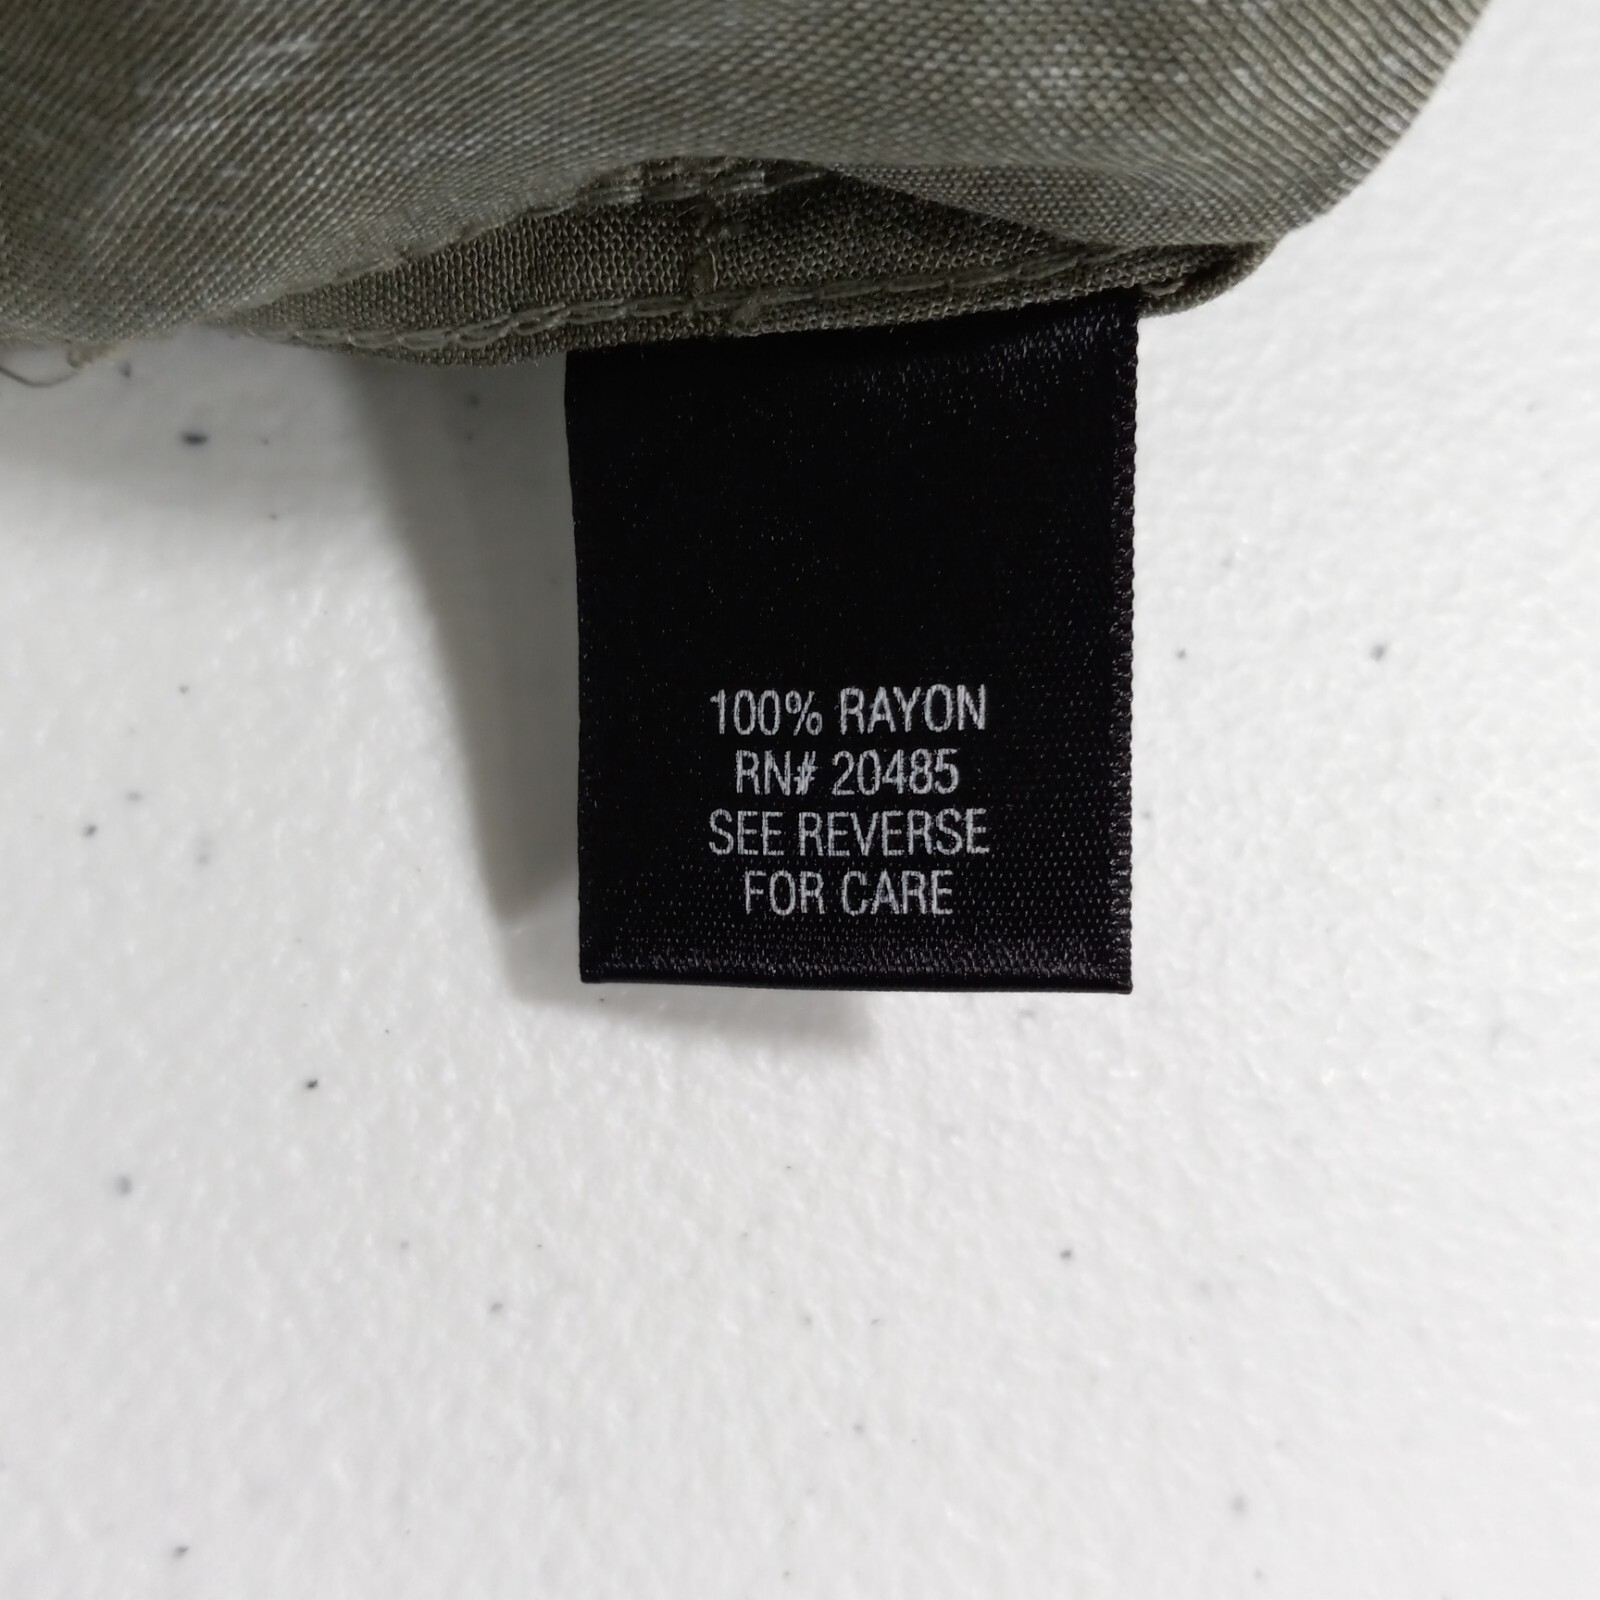 100% RAYON
RN# 20485
SEE REVERSE
FOR CARE